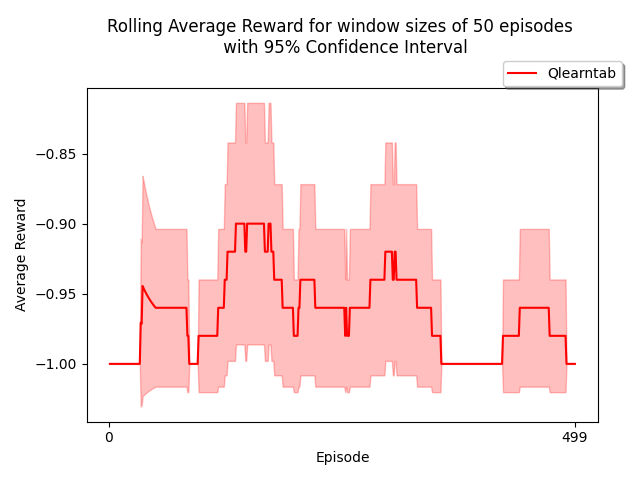 Rolling Average Reward for window sizes of 50 episodes
with 95% Confidence Interval
Qlearntab
Average Reward
−0.85
−0.90
−0.95
−1.00
0
499
Episode